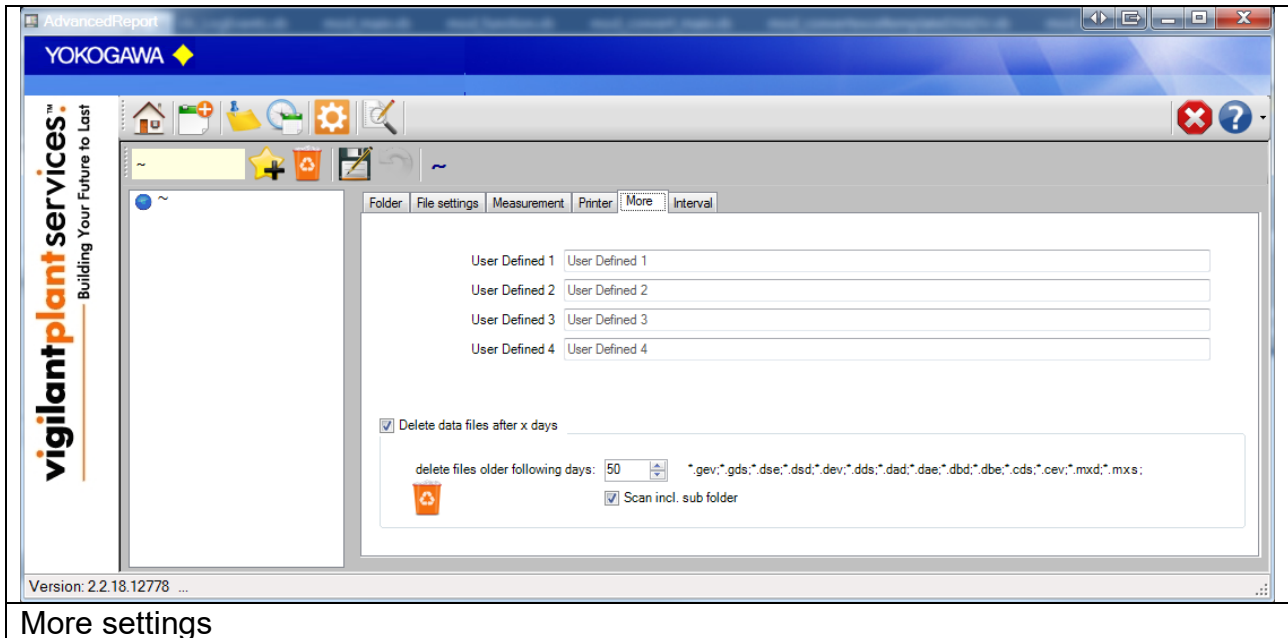 AdvancedReport
YOKOGAWA
vigilantplantservices.™
Building Your Future to Last
~
~
~
Folder File settings Measurement Printer More Interval
User Defined 1 User Defined 1
User Defined 2 User Defined 2
User Defined 3 User Defined 3
User Defined 4 User Defined 4
Delete data files after x days
delete files older following days: 50 *.gev;*.gds;*.dse;*.dsd;*.dev;*.dds;*.dad;*.dae;*.dbd;*.dbe;*.cds;*.cev;*.mxd;*.mxs;
Scan incl. sub folder
Version: 2.2.18.12778 ...
More settings